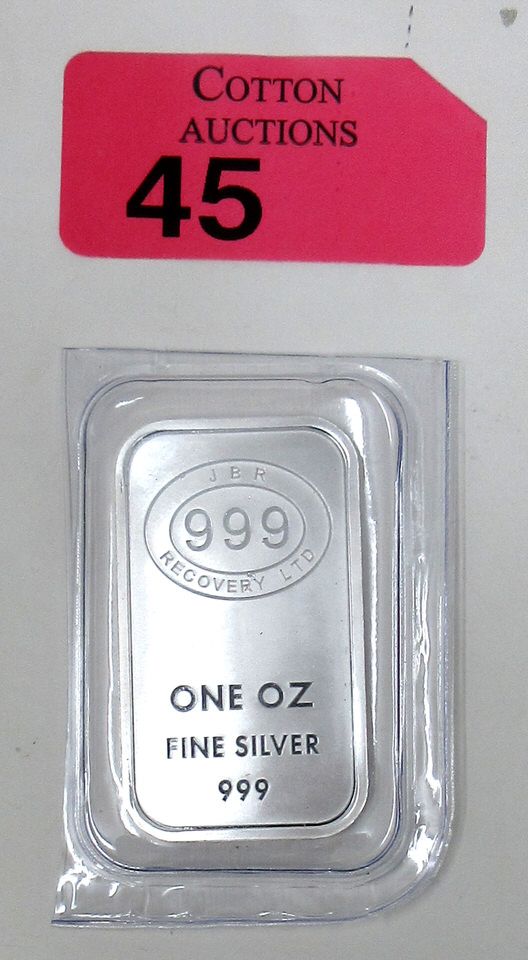 COTTON
AUCTIONS
45
JBR
999
RECOVERY LTD
ONE OZ
FINE SILVER
999